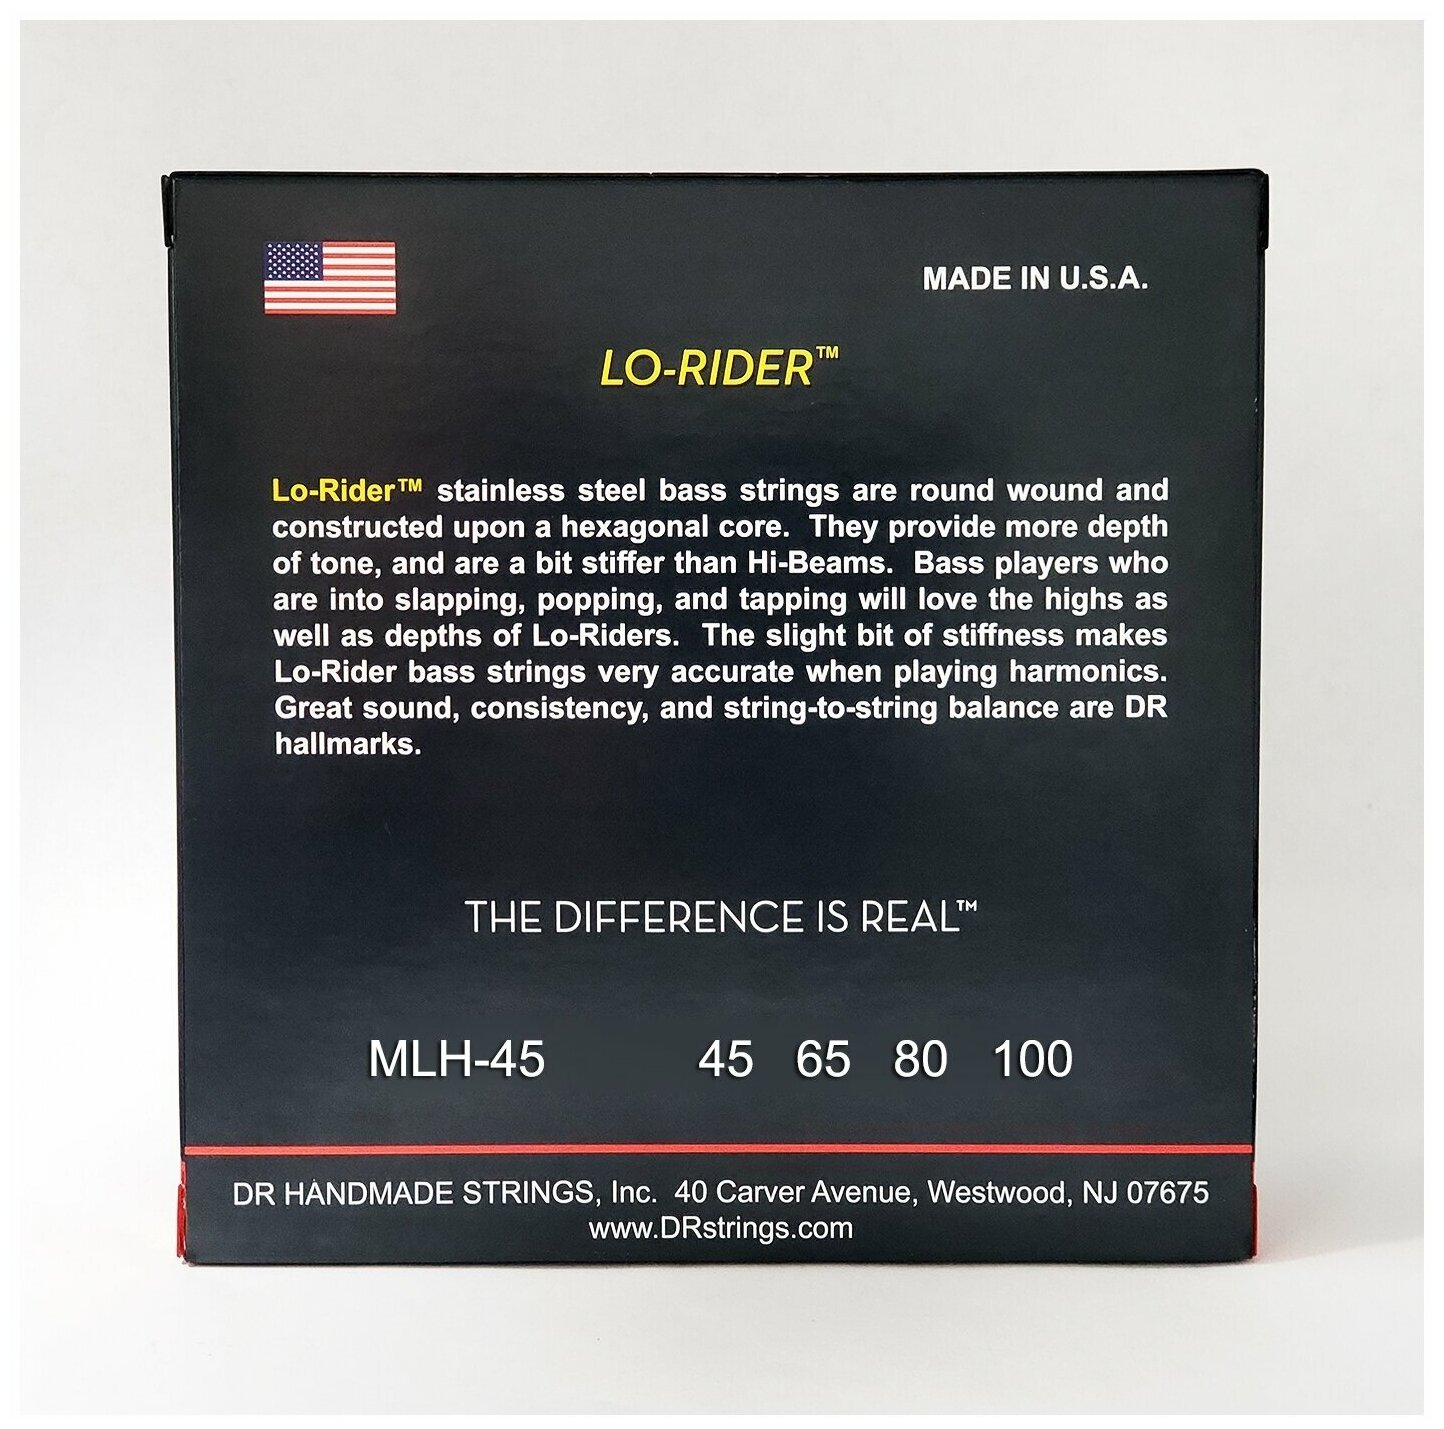 MADE IN U.S.A.
LO-RIDER™
Lo-Rider™ stainless steel bass strings are round wound and
constructed upon a hexagonal core. They provide more depth
of tone, and are a bit stiffer than Hi-Beams. Bass players who
are into slapping, popping, and tapping will love the highs as
well as depths of Lo-Riders. The slight bit of stiffness makes
Lo-Rider bass strings very accurate when playing harmonics.
Great sound, consistency, and string-to-string balance are DR
hallmarks.
THE DIFFERENCE IS REAL™
MLH-45 45 65 80 100
DR HANDMADE STRINGS, Inc. 40 Carver Avenue, Westwood, NJ 07675
www.DRstrings.com